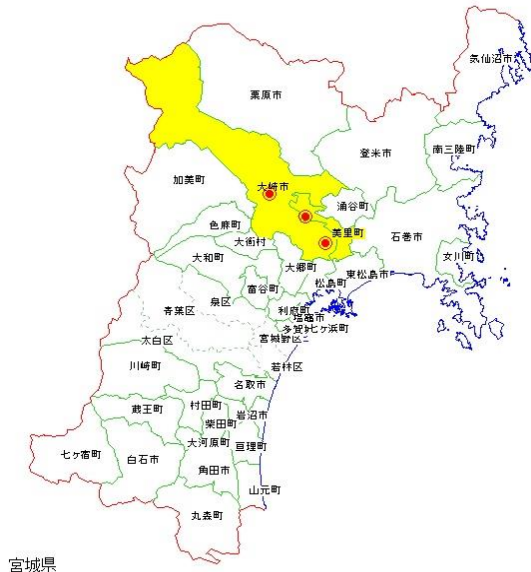 気仙沼市
栗原市
登米市
南三陸町
加美町
大崎市
涌谷町
色麻町
美里町
石巻市
大衡村
女川町
大和町
大郷町
東松島市
松島町
富谷町
泉区
青葉区
利府町
塩竈市
多賀城市
七ヶ浜町
宮城野区
太白区
川崎町
若林区
名取市
蔵王町
村田町
岩沼市
柴田町
大河原町
亘理町
七ヶ宿町
白石市
角田市
山元町
丸森町
宮城県